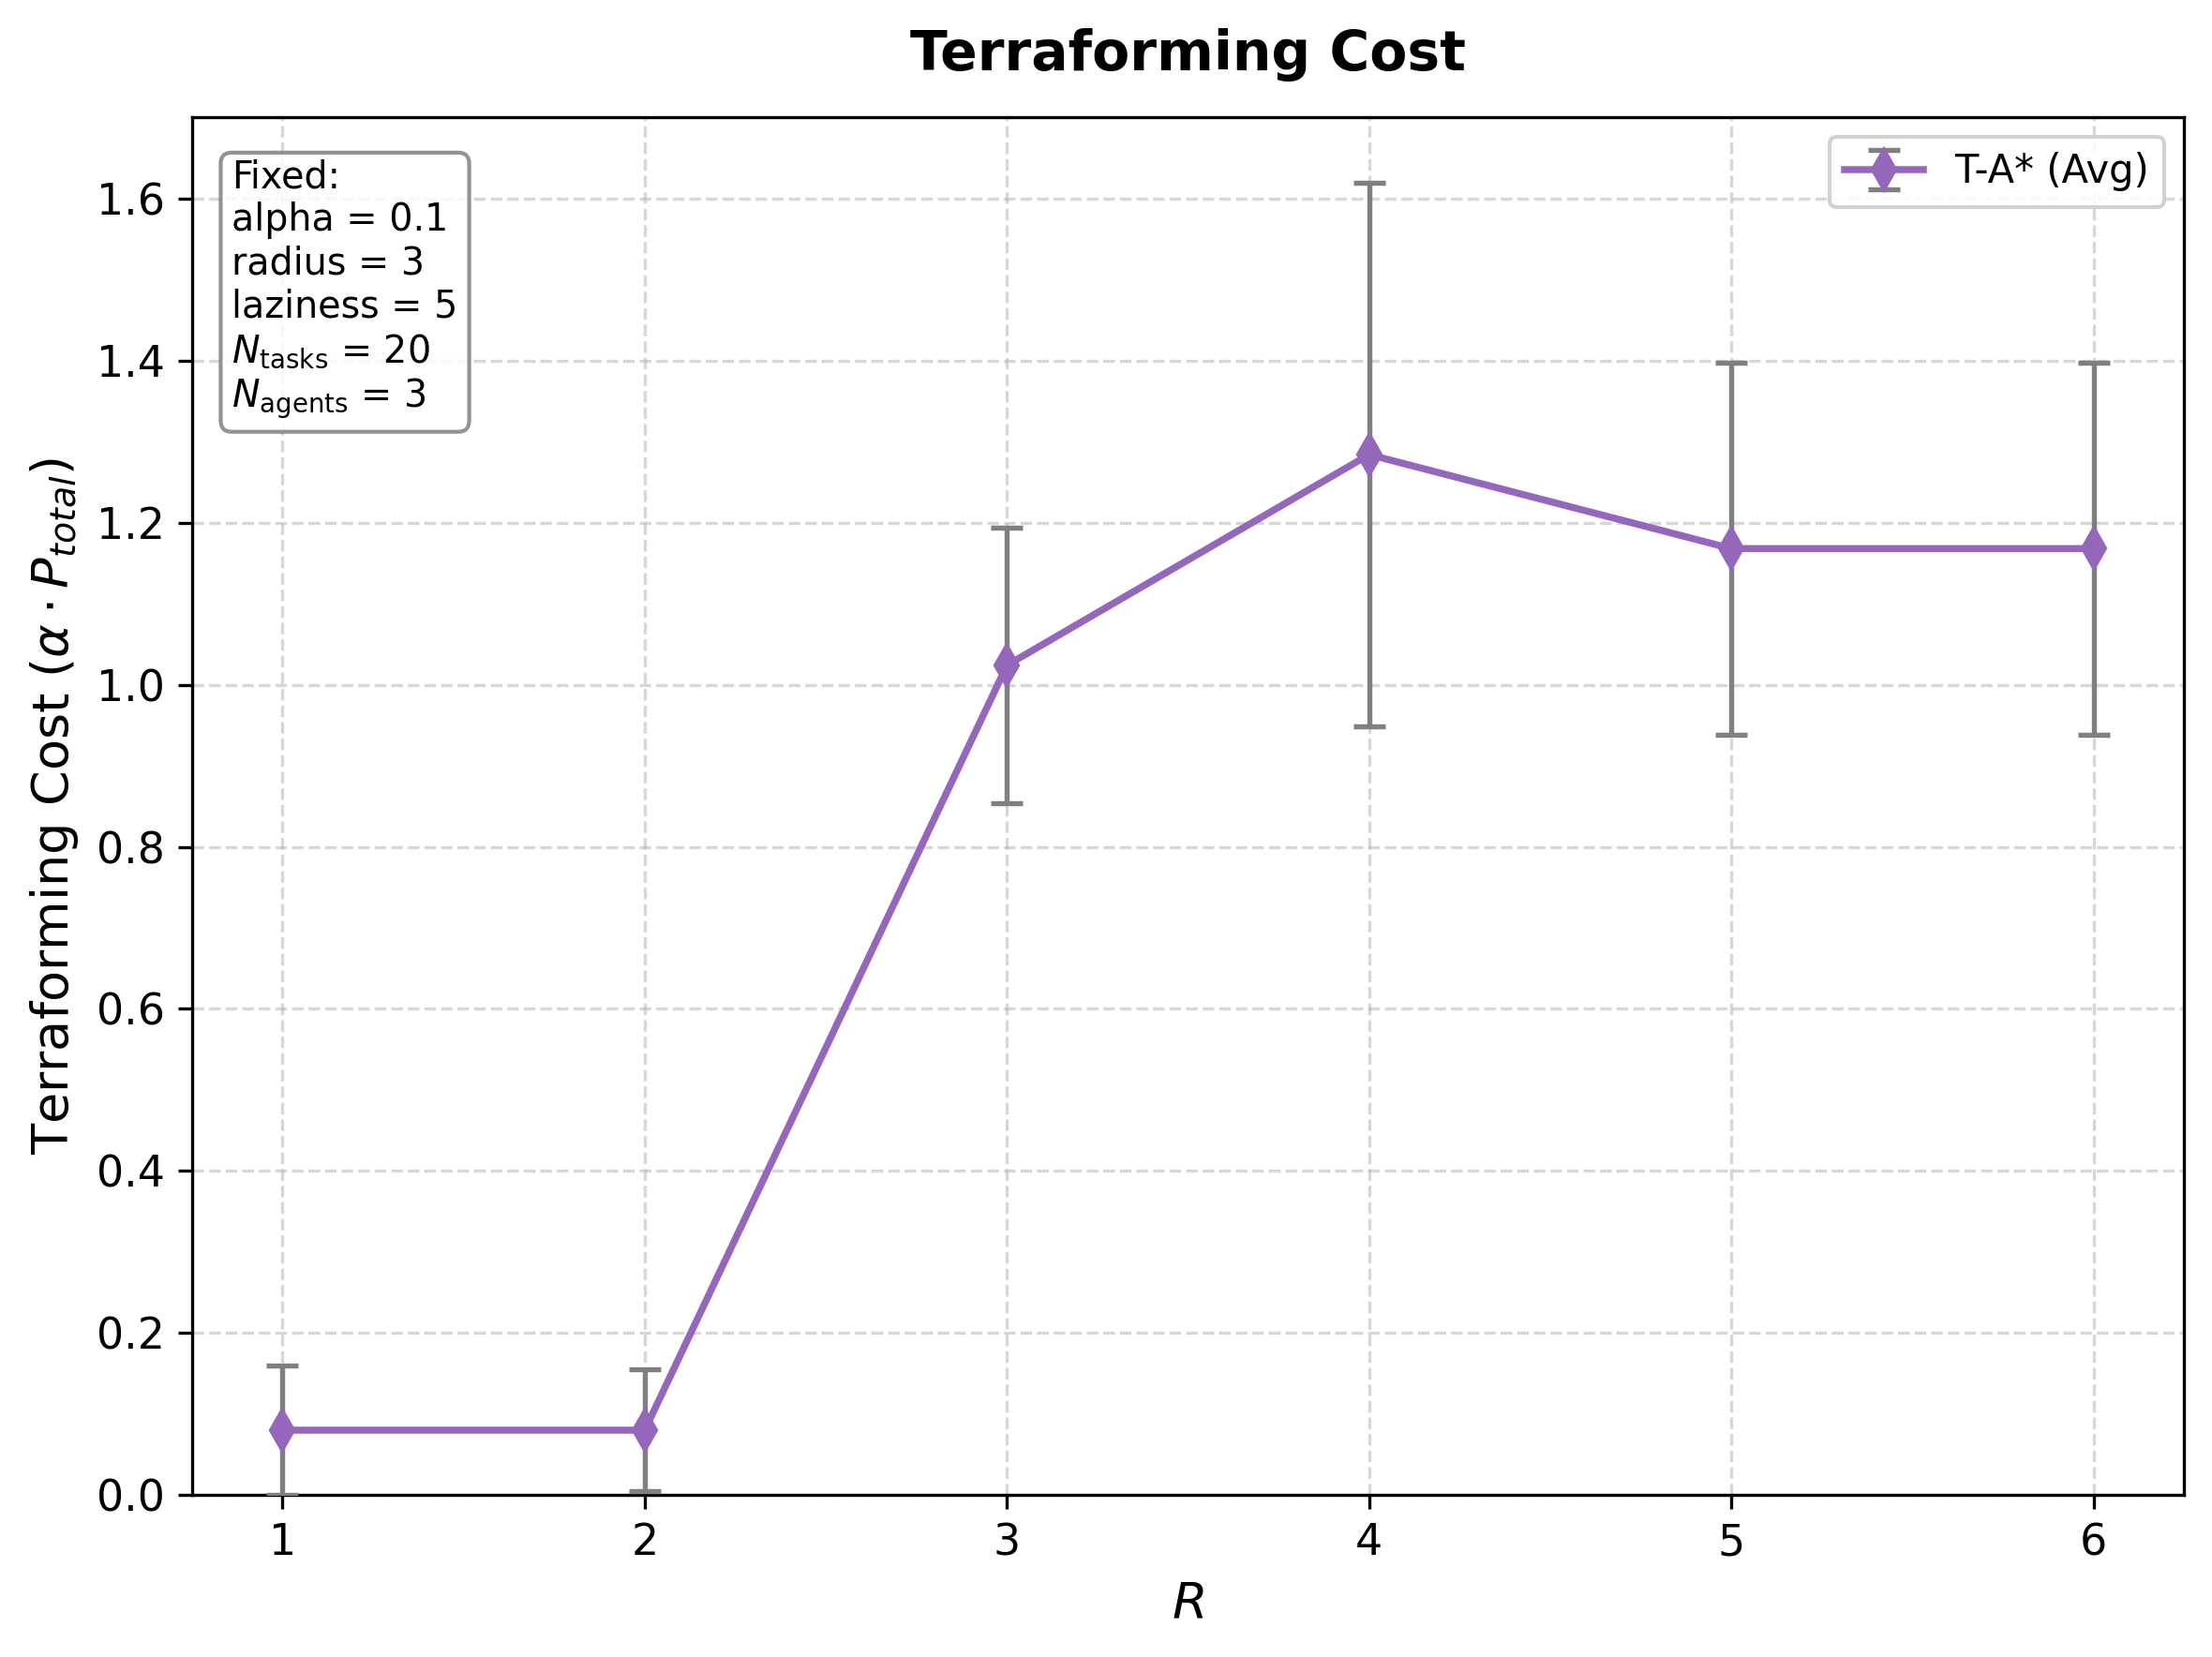 Terraforming Cost
Fixed:
alpha = 0.1
radius = 3
laziness = 5
N_tasks = 20
N_agents = 3
T-A* (Avg)
Terraforming Cost (α · P_total)
1.6
1.4
1.2
1.0
0.8
0.6
0.4
0.2
0.0
1 2 3 4 5 6
R